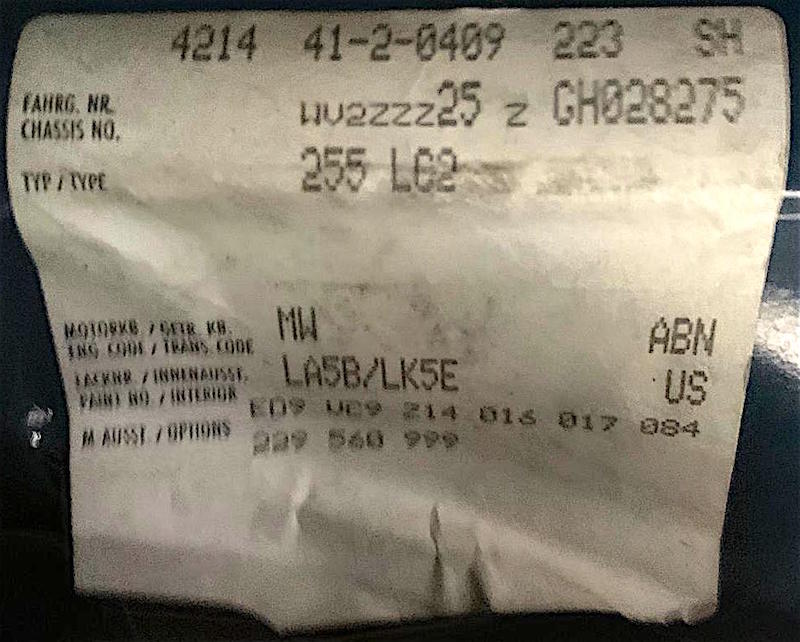 4214 41-2-0409 223 SH
FAHRG. NR.
CHASSIS NO. WV2ZZZ25 Z GH028275
TYP / TYPE 255 LG2
MOTORKB. / GETR. KB. MW ABN
ENG. CODE / TRANS. CODE
LACKNR. / INNENAUSST. LA5B/LK5E US
PAINT NO. / INTERIOR
E09 UE9 214 016 017 084
M AUSST. / OPTIONS 229 560 999